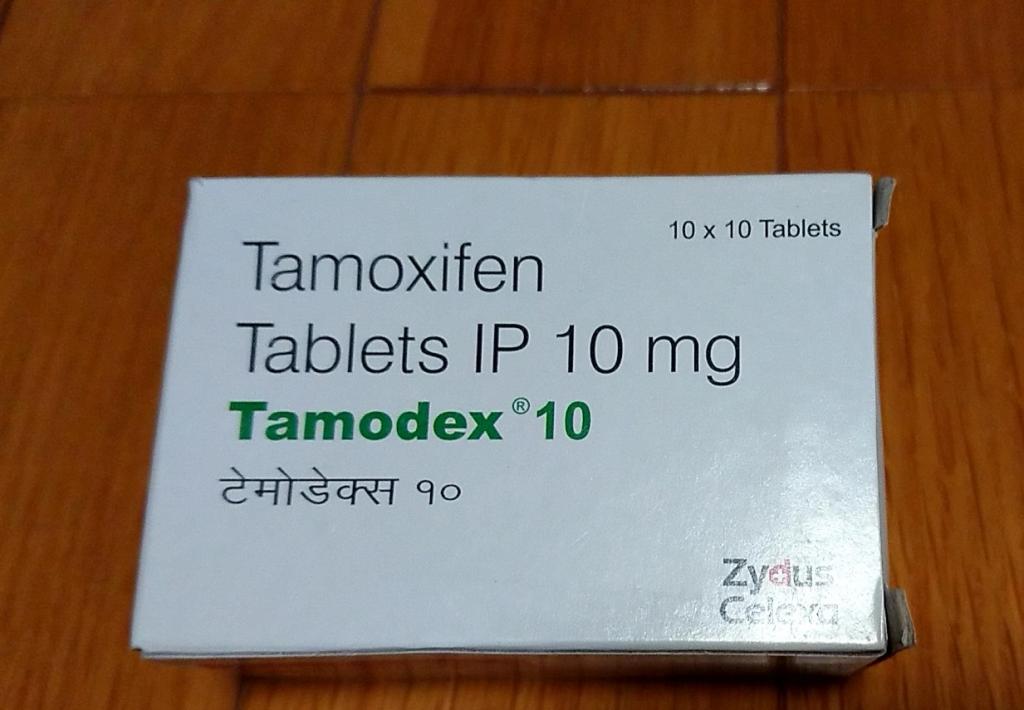 10 x 10 Tablets
Tamoxifen
Tablets IP 10 mg
Tamodex® 10
टेमोडेक्स १०
Zydus
Celexa